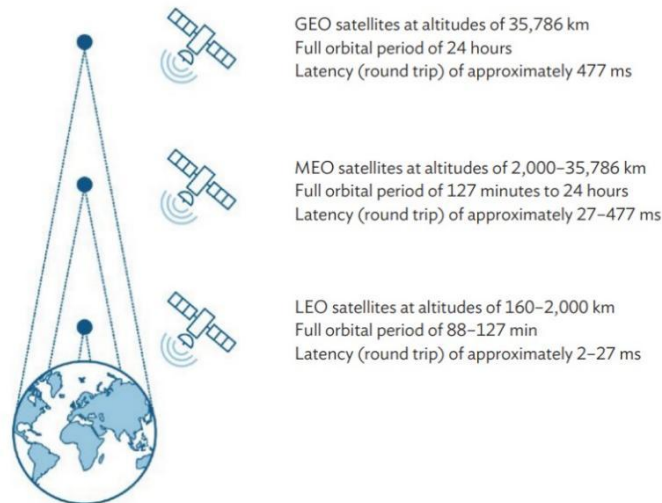 GEO satellites at altitudes of 35,786 km
Full orbital period of 24 hours
Latency (round trip) of approximately 477 ms
MEO satellites at altitudes of 2,000–35,786 km
Full orbital period of 127 minutes to 24 hours
Latency (round trip) of approximately 27–477 ms
LEO satellites at altitudes of 160–2,000 km
Full orbital period of 88–127 min
Latency (round trip) of approximately 2–27 ms